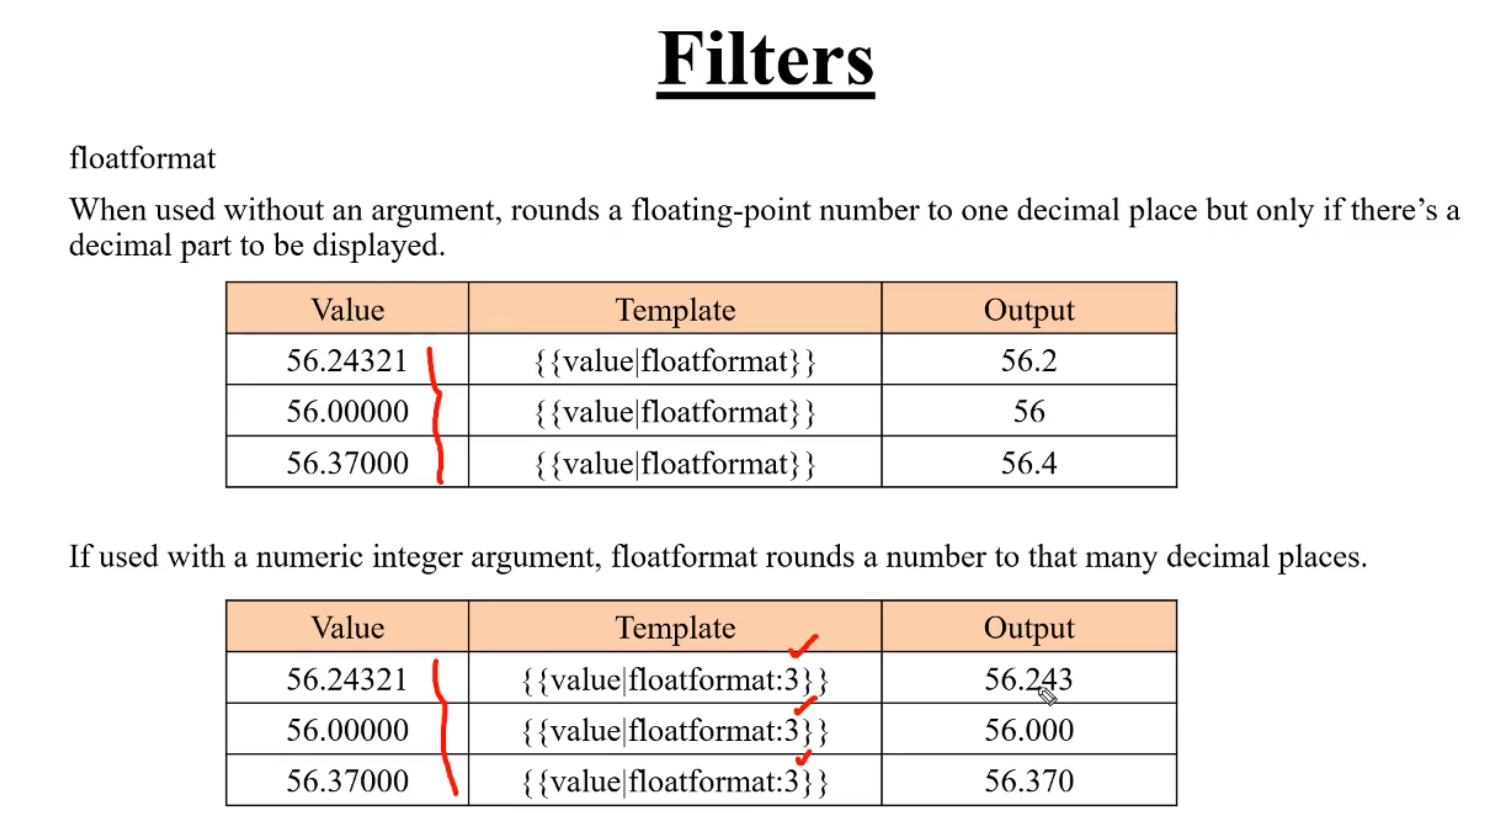 Filters
floatformat
When used without an argument, rounds a floating-point number to one decimal place but only if there’s a
decimal part to be displayed.
Value Template Output
56.24321 {{value|floatformat}} 56.2
56.00000 {{value|floatformat}} 56
56.37000 {{value|floatformat}} 56.4
If used with a numeric integer argument, floatformat rounds a number to that many decimal places.
Value Template Output
56.24321 {{value|floatformat:3}} 56.243
56.00000 {{value|floatformat:3}} 56.000
56.37000 {{value|floatformat:3}} 56.370